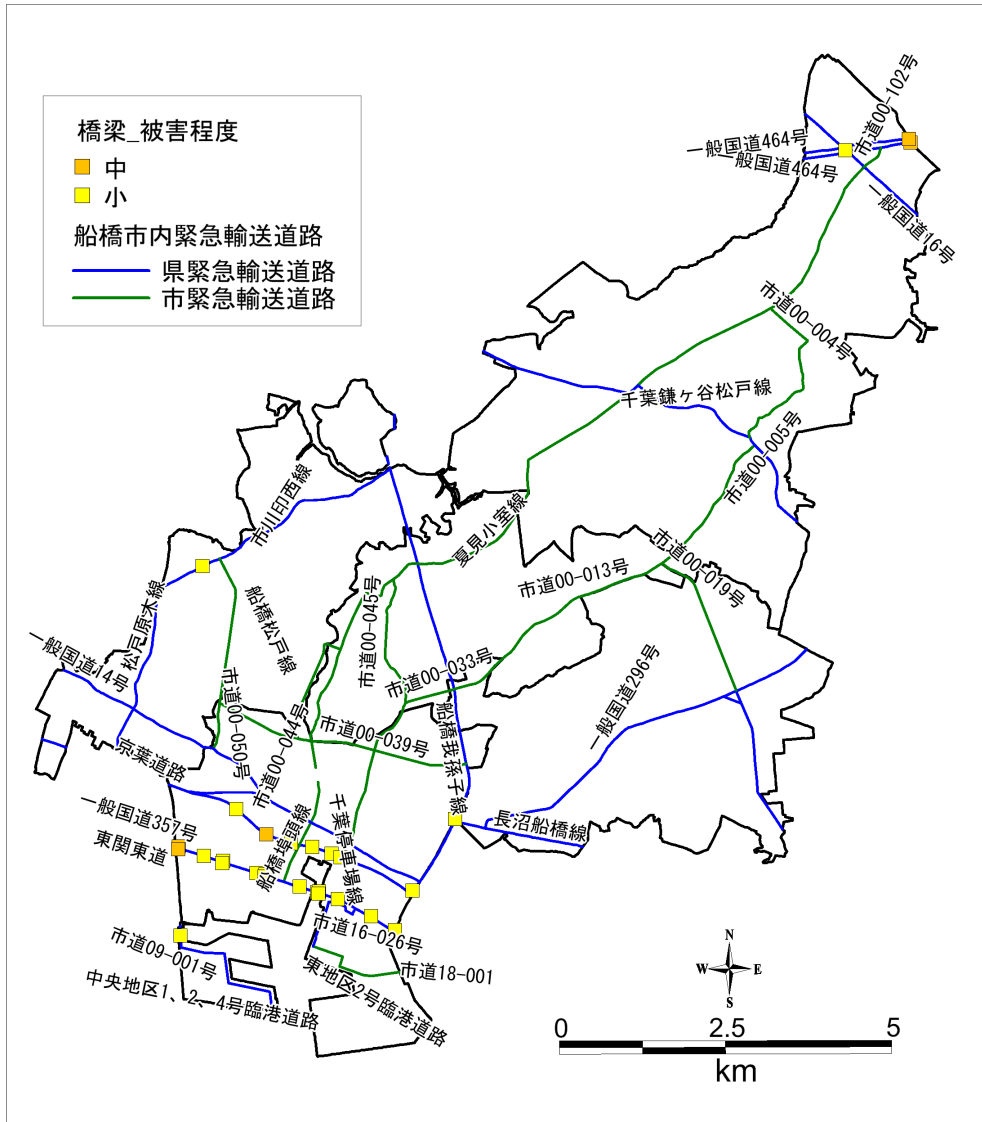 橋梁_被害程度
中
小
船橋市内緊急輸送道路
県緊急輸送道路
市緊急輸送道路
市道00-102号
一般国道464号
一般国道464号
一般国道16号
市道00-004号
千葉鎌ヶ谷松戸線
市道00-005号
市川印西線
夏見小室線
市道00-019号
市道00-013号
松戸原木線
船橋松戸線
市道00-045号
一般国道14号
市道00-033号
一般国道296号
市道00-050号
市道00-044号
市道00-039号
船橋我孫子線
京葉道路
一般国道357号
船橋埠頭線
千葉停車場線
長沼船橋線
東関東道
市道16-026号
市道09-001号
市道18-001
中央地区1、2、4号臨港道路
東地区2号臨港道路
N
W
E
S
0
2.5
5
km